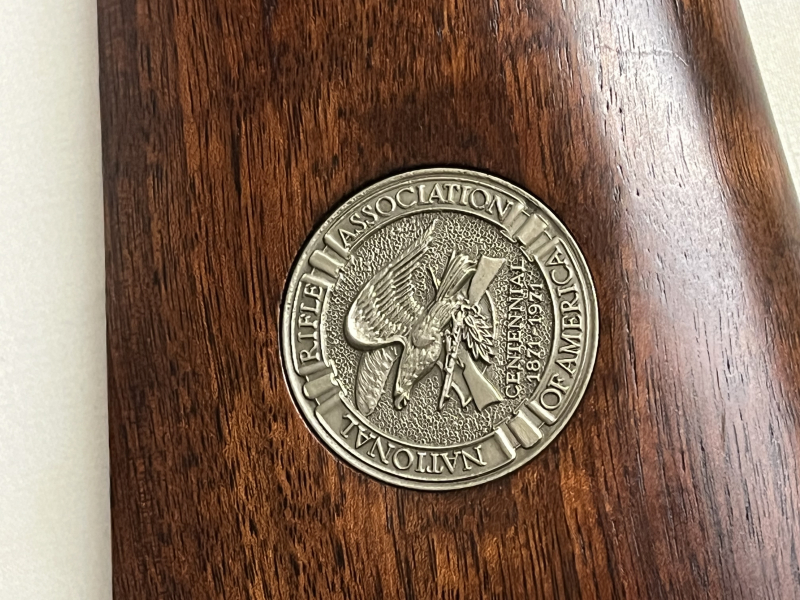 NATIONAL RIFLE ASSOCIATION OF AMERICA
CENTENNIAL
1871-1971